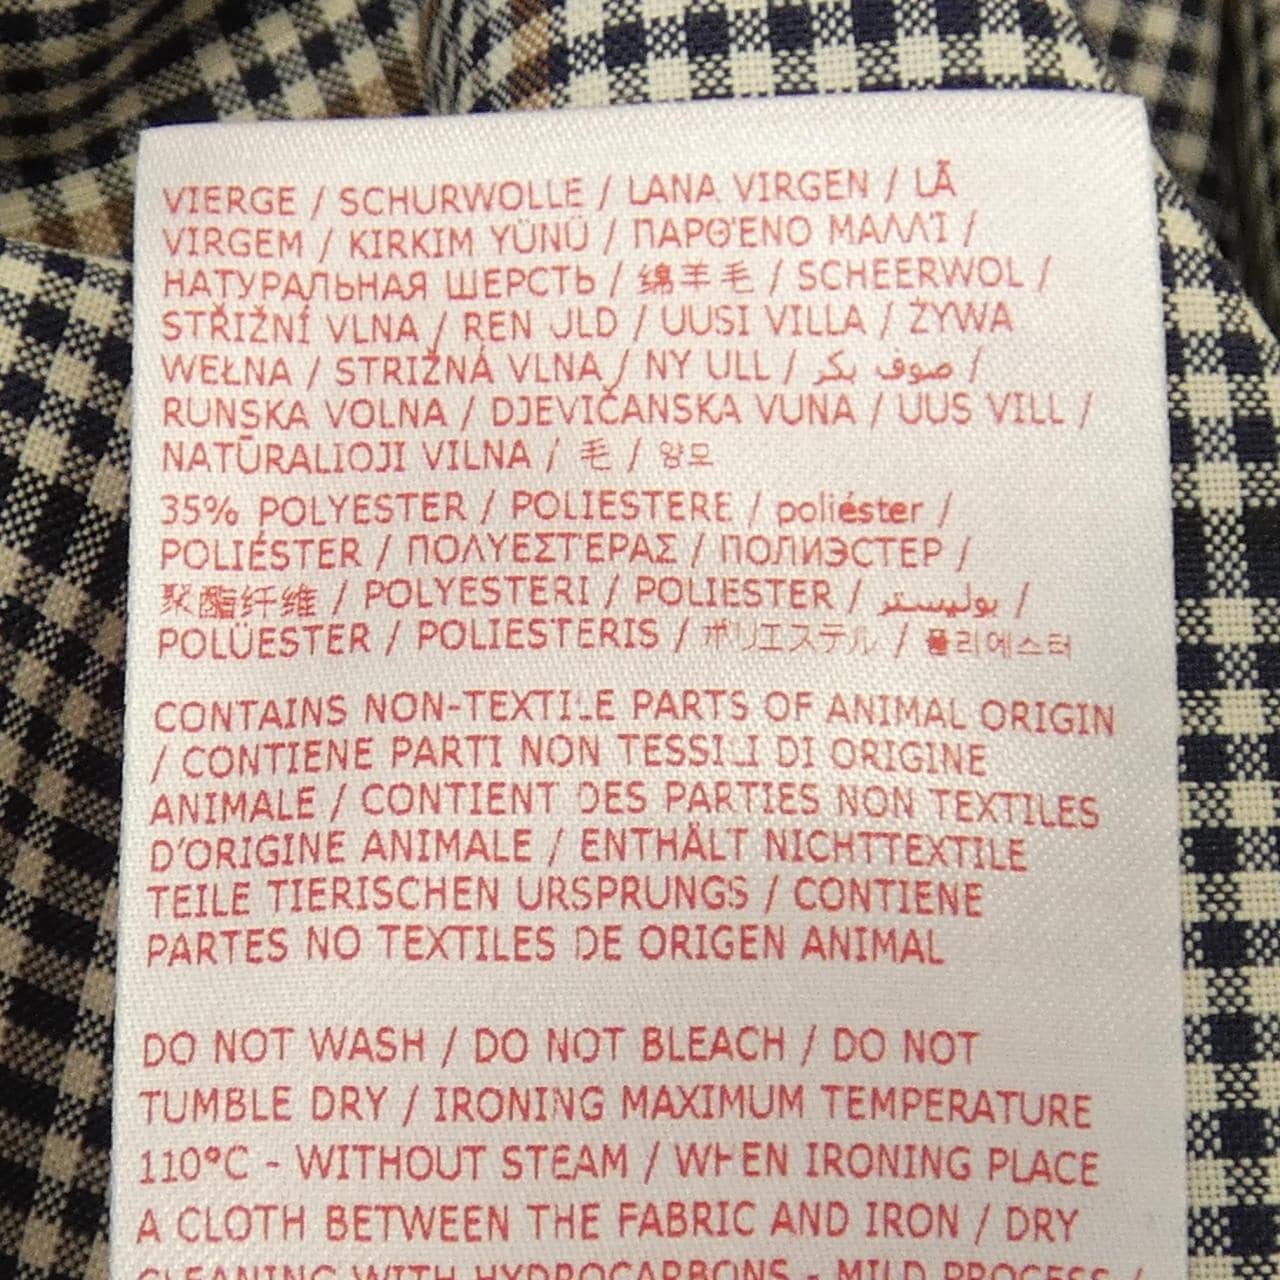 VIERGE / SCHURWOLLE / LANA VIRGEN / LÃ
VIRGEM / KIRKIM YÜNÜ / ΠΑΡΘΈΝΟ ΜΑΛΛΊ /
НАТУРАЛЬНАЯ ШЕРСТЬ / 绵羊毛 / SCHEERWOL /
STŘIŽNÍ VLNA / REN ULD / UUSI VILLA / ŻYWA
WEŁNA / STRIŽNÁ VLNA / NY ULL / صوف بكر /
RUNSKA VOLNA / DJEVIČANSKA VUNA / UUS VILL /
NATŪRALIOJI VILNA / 毛 / 양모
35% POLYESTER / POLIESTERE / poliéster /
POLIÉSTER / ΠΟΛΥΕΣΤΕΡΑΣ / ПОЛИЭСТЕР /
聚酯纤维 / POLYESTERI / POLIESTER / بوليستر /
POLÜESTER / POLIESTERIS / ポリエステル / 폴리에스터
CONTAINS NON-TEXTILE PARTS OF ANIMAL ORIGIN
/ CONTIENE PARTI NON TESSILI DI ORIGINE
ANIMALE / CONTIENT DES PARTIES NON TEXTILES
D'ORIGINE ANIMALE / ENTHÄLT NICHTTEXTILE
TEILE TIERISCHEN URSPRUNGS / CONTIENE
PARTES NO TEXTILES DE ORIGEN ANIMAL
DO NOT WASH / DO NOT BLEACH / DO NOT
TUMBLE DRY / IRONING MAXIMUM TEMPERATURE
110°C - WITHOUT STEAM / WHEN IRONING PLACE
A CLOTH BETWEEN THE FABRIC AND IRON / DRY
CLEANING WITH HYDROCARBONS - MILD PROCESS /